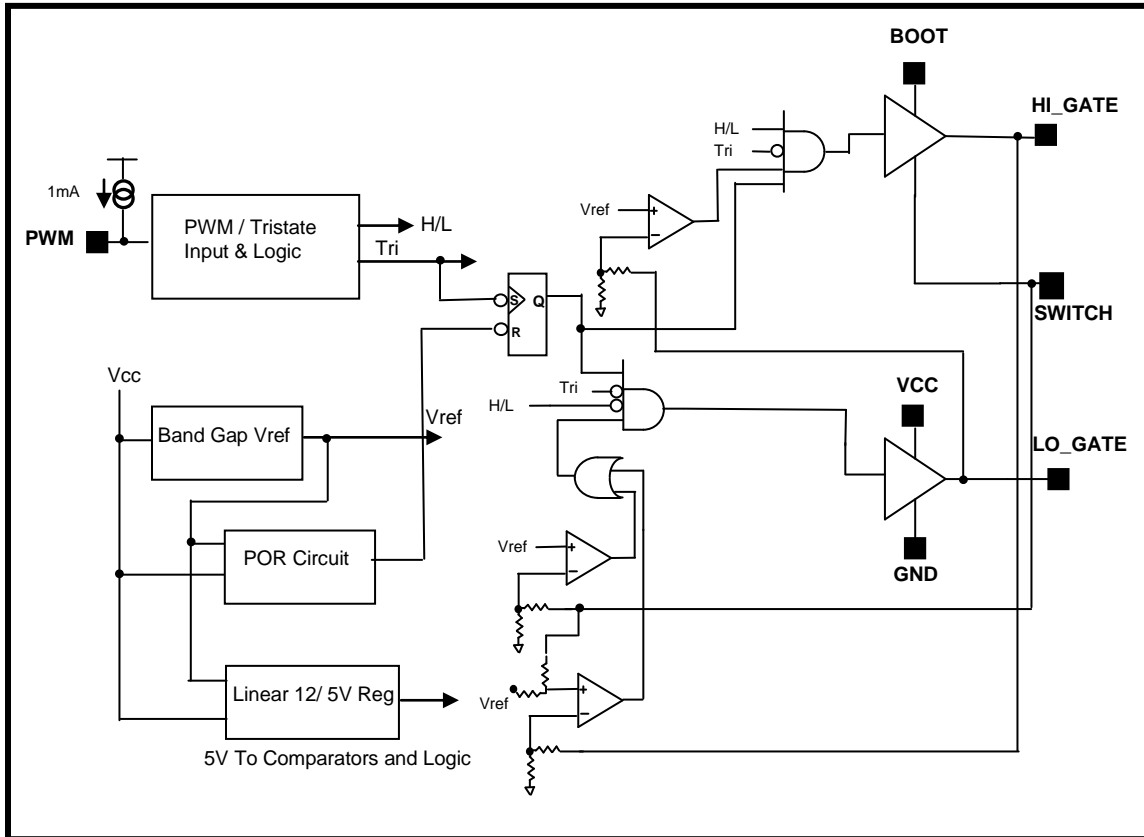 BOOT
HI_GATE
H/L
Tri
1mA
PWM
PWM / Tristate
Input & Logic
H/L
Tri
Vref
+
−
S
Q
R
SWITCH
Vcc
Tri
VCC
H/L
Band Gap Vref
Vref
LO_GATE
POR Circuit
Vref
+
−
GND
Linear 12/ 5V Reg
Vref
+
−
5V To Comparators and Logic